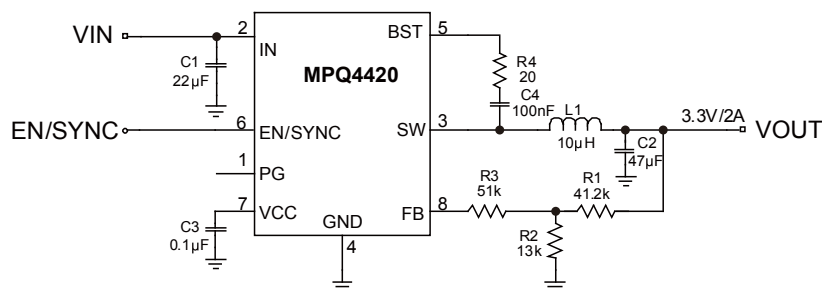 VIN
2
IN
C1
22µF
MPQ4420
BST
5
R4
20
C4
100nF
EN/SYNC
6
EN/SYNC
SW
3
L1
10µH
3.3V/2A
VOUT
C2
47µF
1
PG
7
VCC
C3
0.1µF
GND
4
FB
8
R3
51k
R1
41.2k
R2
13k